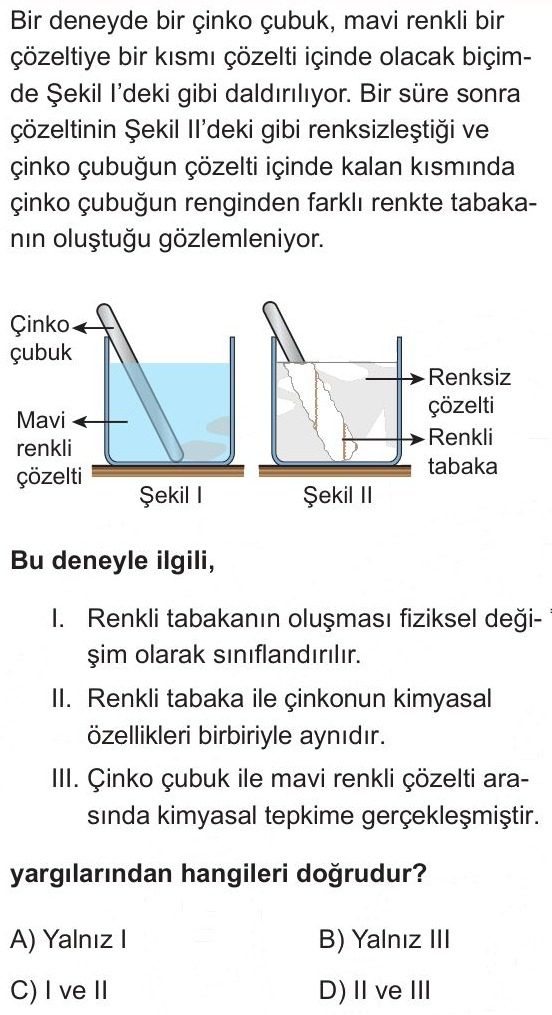 Bir deneyde bir çinko çubuk, mavi renkli bir
çözeltiye bir kısmı çözelti içinde olacak biçim-
de Şekil I’deki gibi daldırılıyor. Bir süre sonra
çözeltinin Şekil II’deki gibi renksizleştiği ve
çinko çubuğun çözelti içinde kalan kısmında
çinko çubuğun renginden farklı renkte tabaka-
nın oluştuğu gözlemleniyor.
Çinko
çubuk
Mavi
renkli
çözelti
Şekil I
Renksiz
çözelti
Renkli
tabaka
Şekil II
Bu deneyle ilgili,
I. Renkli tabakanın oluşması fiziksel deği-
şim olarak sınıflandırılır.
II. Renkli tabaka ile çinkonun kimyasal
özellikleri birbiriyle aynıdır.
III. Çinko çubuk ile mavi renkli çözelti ara-
sında kimyasal tepkime gerçekleşmiştir.
yargılarından hangileri doğrudur?
A) Yalnız I
B) Yalnız III
C) I ve II
D) II ve III